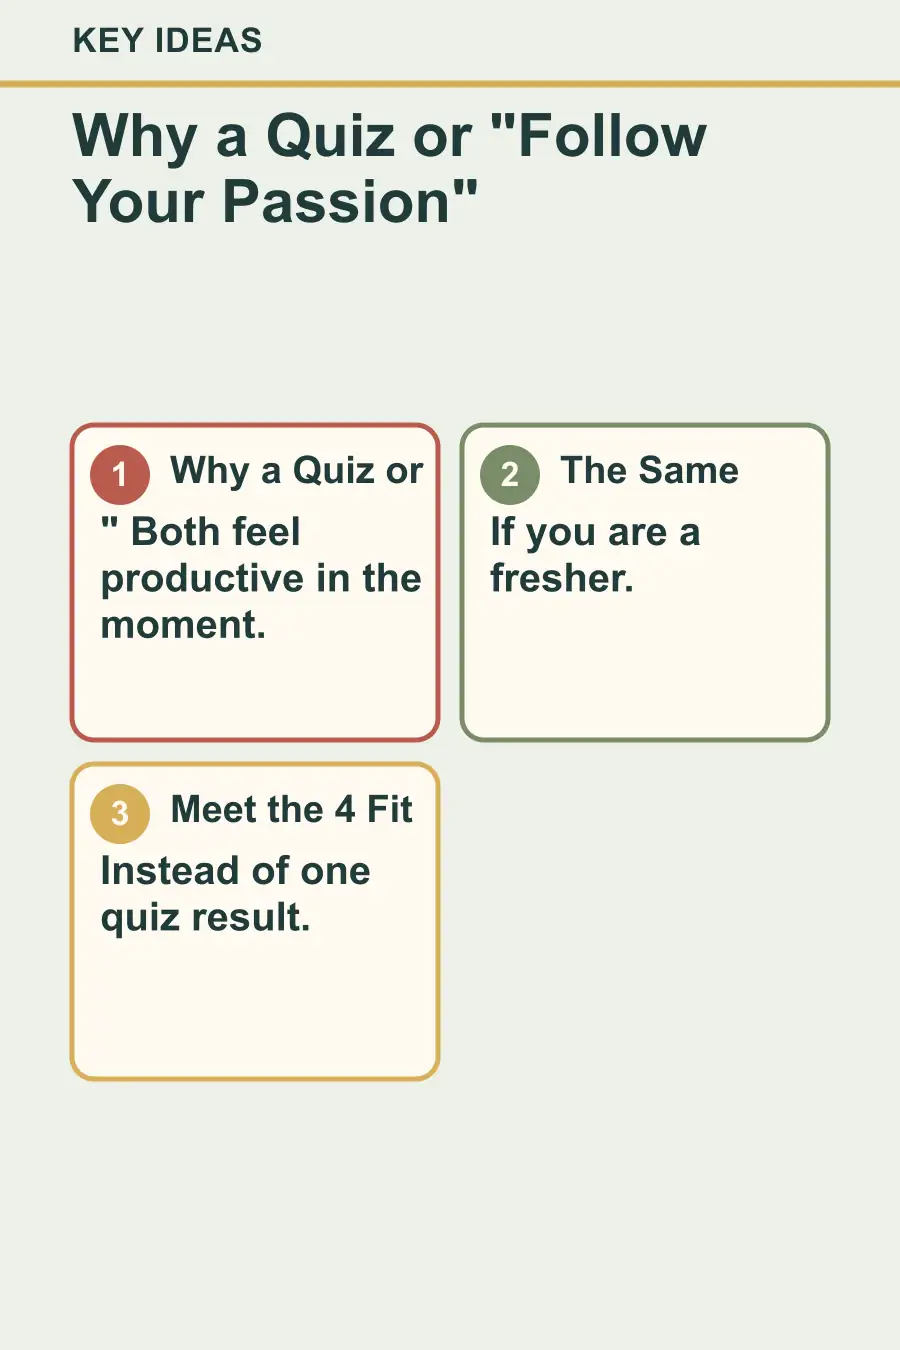 KEY IDEAS
Why a Quiz or "Follow
Your Passion"
1 Why a Quiz or
" Both feel
productive in the
moment.
2 The Same
If you are a
fresher.
3 Meet the 4 Fit
Instead of one
quiz result.